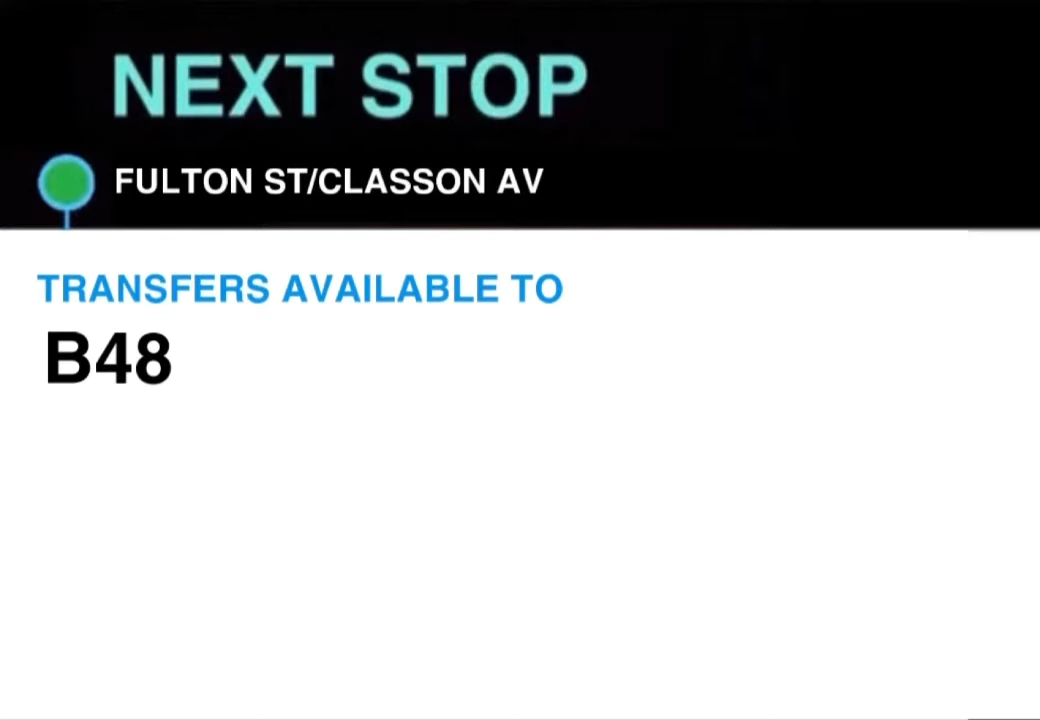 NEXT STOP
FULTON ST/CLASSON AV
TRANSFERS AVAILABLE TO
B48